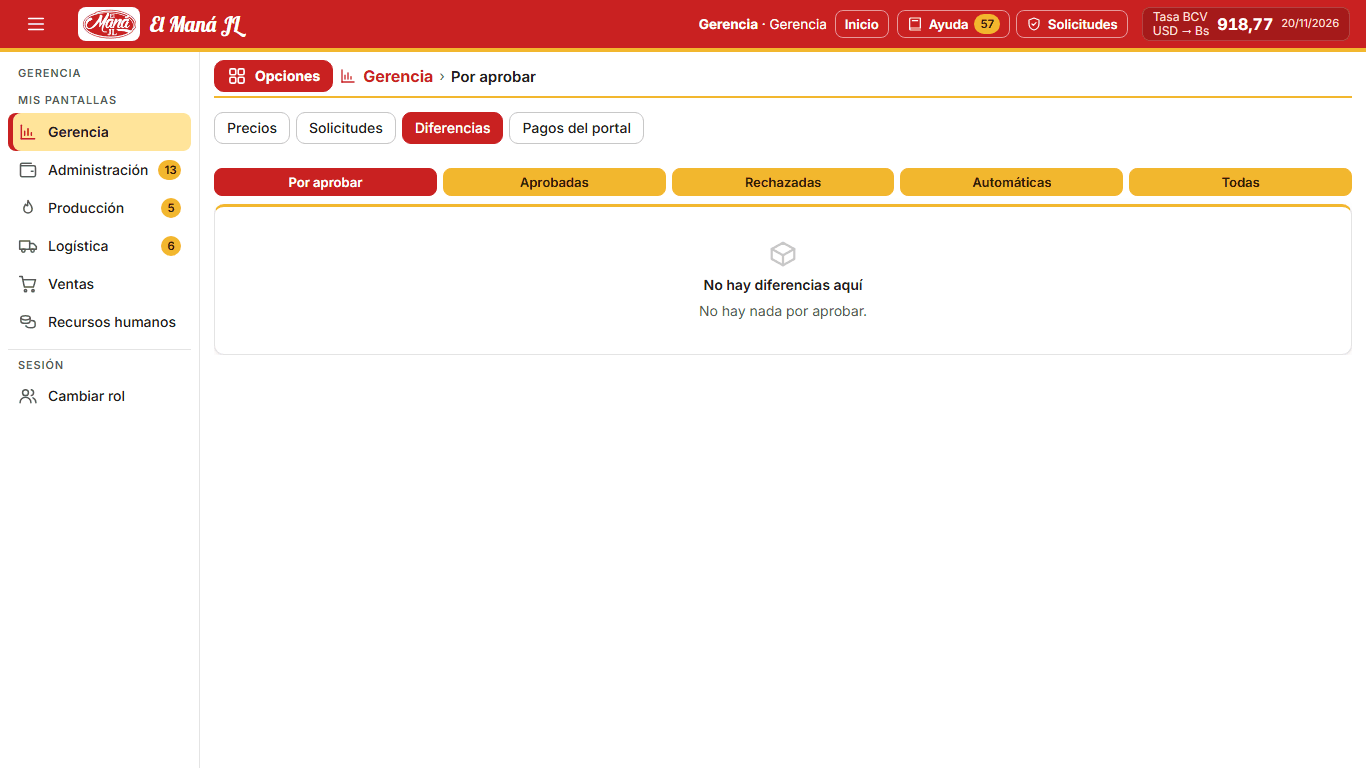 El Maná JL
El Maná JL
Gerencia · Gerencia
Inicio
Ayuda 57
Solicitudes
Tasa BCV
USD → Bs
918,77
20/11/2026
GERENCIA
MIS PANTALLAS
Gerencia
Administración 13
Producción 5
Logística 6
Ventas
Recursos humanos
SESIÓN
Cambiar rol
Opciones
Gerencia › Por aprobar
Precios
Solicitudes
Diferencias
Pagos del portal
Por aprobar
Aprobadas
Rechazadas
Automáticas
Todas
No hay diferencias aquí
No hay nada por aprobar.